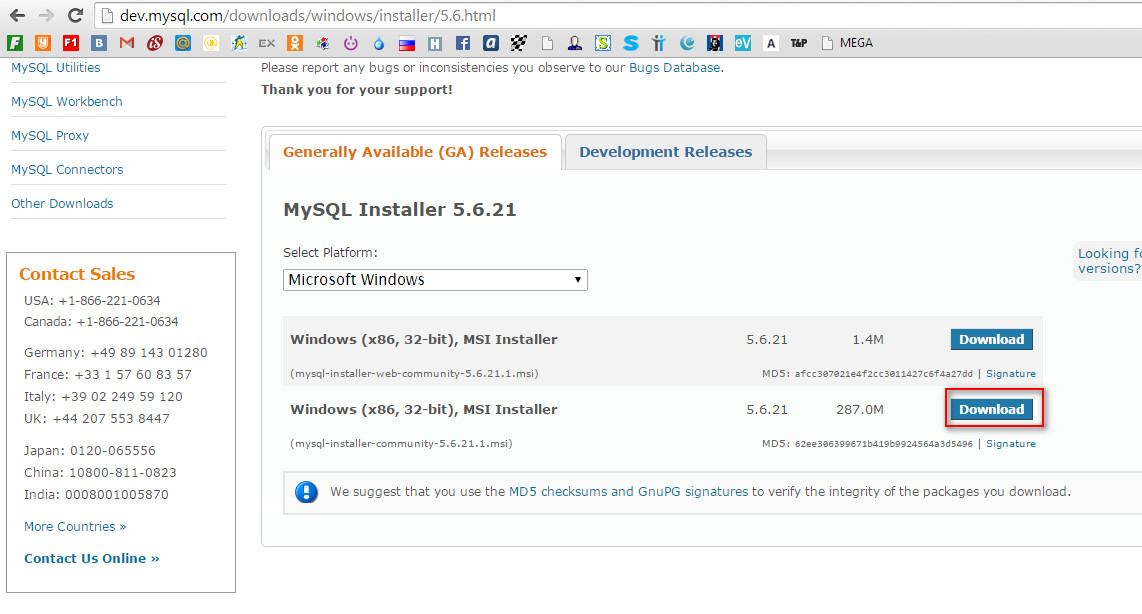 dev.mysql.com/downloads/windows/installer/5.6.html
EX
T&P
MEGA
MySQL Utilities
MySQL Workbench
MySQL Proxy
MySQL Connectors
Other Downloads
Contact Sales
USA: +1-866-221-0634
Canada: +1-866-221-0634
Germany: +49 89 143 01280
France: +33 1 57 60 83 57
Italy: +39 02 249 59 120
UK: +44 207 553 8447
Japan: 0120-065556
China: 10800-811-0823
India: 0008001005870
More Countries »
Contact Us Online »
Please report any bugs or inconsistencies you observe to our Bugs Database.
Thank you for your support!
Generally Available (GA) Releases
Development Releases
MySQL Installer 5.6.21
Select Platform:
Microsoft Windows
Looking fo
versions?
Windows (x86, 32-bit), MSI Installer 5.6.21 1.4M Download
(mysql-installer-web-community-5.6.21.1.msi) MD5: afcc307021e4f2cc3011427c6f4a27dd | Signature
Windows (x86, 32-bit), MSI Installer 5.6.21 287.0M Download
(mysql-installer-community-5.6.21.1.msi) MD5: 62ee306399671b419b9924564a3d5496 | Signature
We suggest that you use the MD5 checksums and GnuPG signatures to verify the integrity of the packages you download.